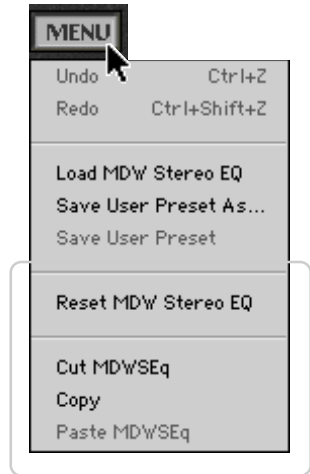 MENU
Undo Ctrl+Z
Redo Ctrl+Shift+Z
Load MDW Stereo EQ
Save User Preset As...
Save User Preset
Reset MDW Stereo EQ
Cut MDWSEq
Copy
Paste MDWSEq